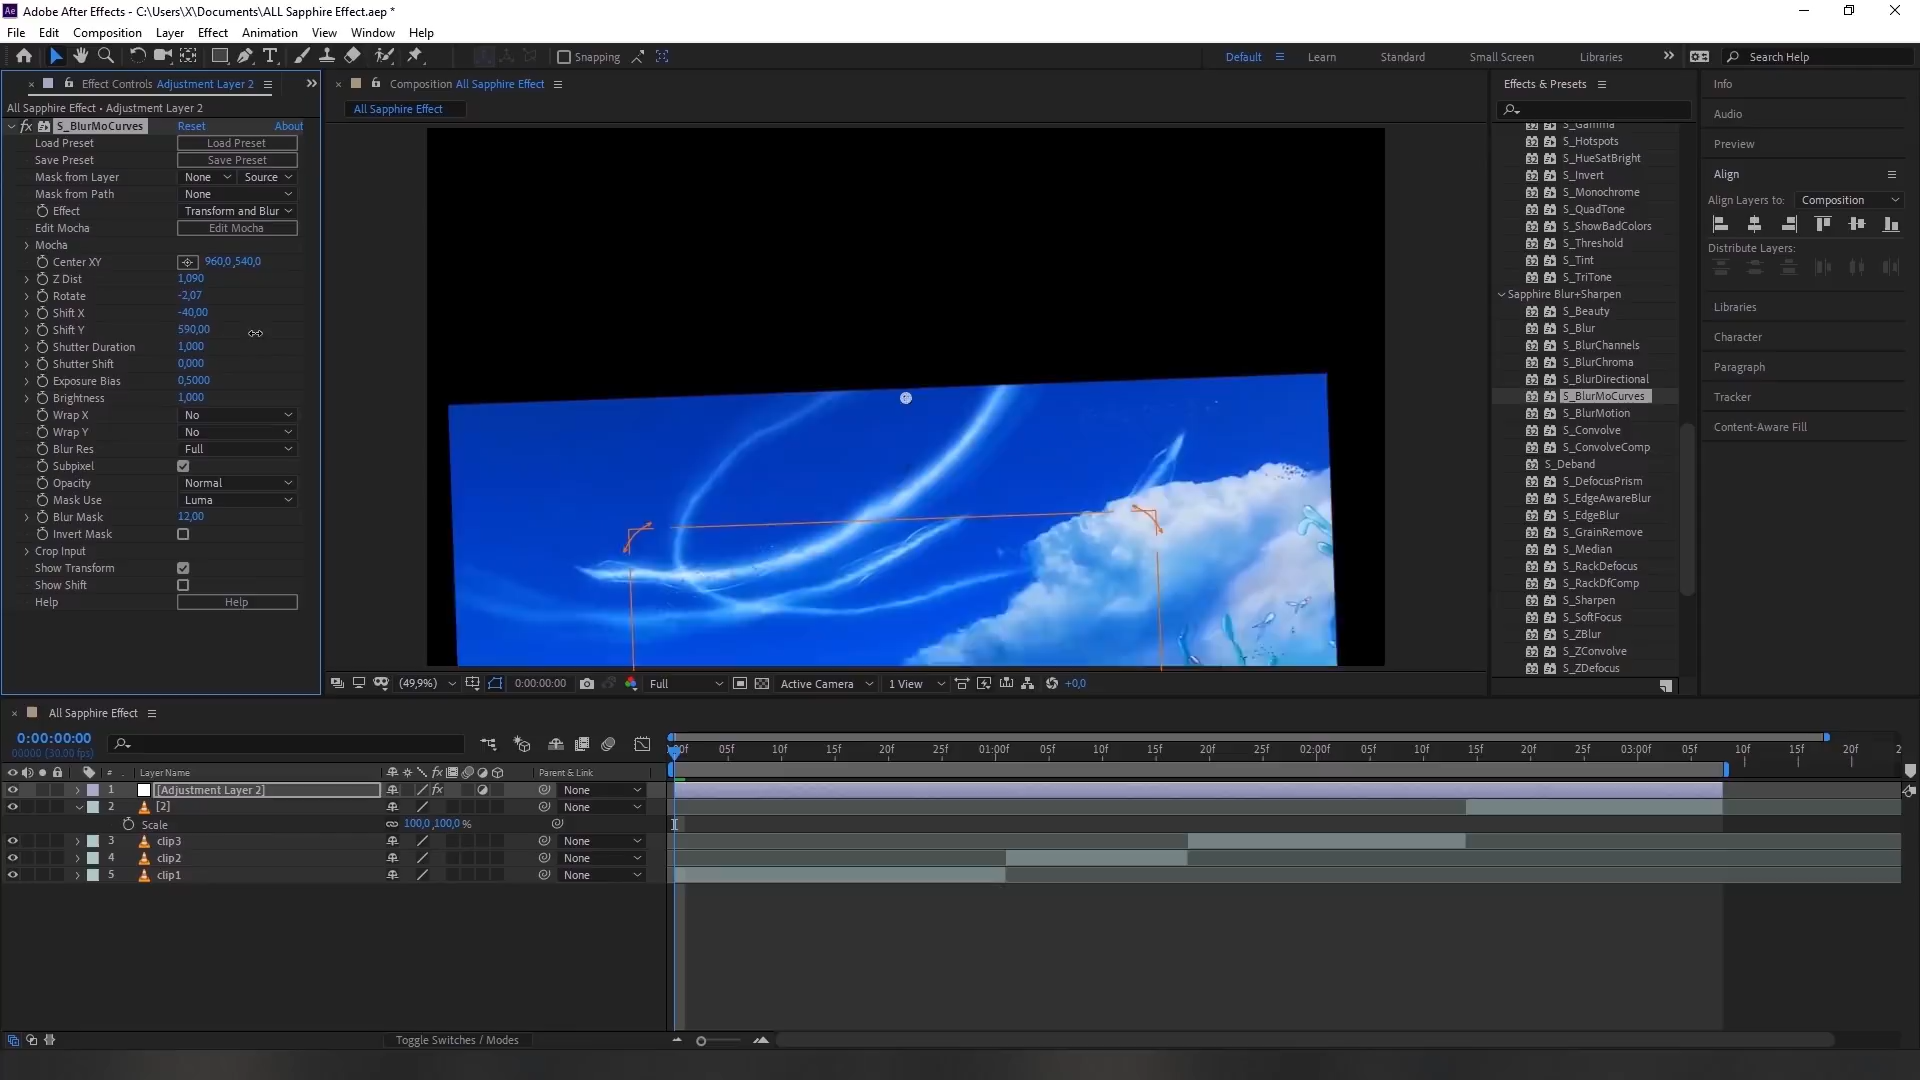 Adobe After Effects - C:\Users\X\Documents\ALL Sapphire Effect.aep *
File Edit Composition Layer Effect Animation View Window Help
Snapping Default Learn Standard Small Screen Libraries Search Help
Effect Controls Adjustment Layer 2
All Sapphire Effect • Adjustment Layer 2
fx S_BlurMoCurves Reset About
Load Preset Load Preset
Save Preset Save Preset
Mask from Layer None Source
Mask from Path None
Effect Transform and Blur
Edit Mocha Edit Mocha
Mocha
Center XY 960,0,540,0
Z Dist 1,090
Rotate -2,07
Shift X -40,00
Shift Y 590,00
Shutter Duration 1,000
Shutter Shift 0,000
Exposure Bias 0,5000
Brightness 1,000
Wrap X No
Wrap Y No
Blur Res Full
Subpixel
Opacity Normal
Mask Use Luma
Blur Mask 12,00
Invert Mask
Crop Input
Show Transform
Show Shift
Help Help
Composition All Sapphire Effect
All Sapphire Effect
(49,9%) 0:00:00:00 Full Active Camera 1 View +0,0
Effects & Presets
S_Gamma
S_Hotspots
S_HueSatBright
S_Invert
S_Monochrome
S_QuadTone
S_ShowBadColors
S_Threshold
S_Tint
S_TriTone
Sapphire Blur+Sharpen
S_Beauty
S_Blur
S_BlurChannels
S_BlurChroma
S_BlurDirectional
S_BlurMoCurves
S_BlurMotion
S_Convolve
S_ConvolveComp
S_Deband
S_DefocusPrism
S_EdgeAwareBlur
S_EdgeBlur
S_GrainRemove
S_Median
S_RackDefocus
S_RackDfComp
S_Sharpen
S_SoftFocus
S_ZBlur
S_ZConvolve
S_ZDefocus
Info
Audio
Preview
Align
Align Layers to: Composition
Distribute Layers:
Libraries
Character
Paragraph
Tracker
Content-Aware Fill
All Sapphire Effect
0:00:00:00
00000 (30.00 fps)
:00f 05f 10f 15f 20f 25f 01:00f 05f 10f 15f 20f 25f 02:00f 05f 10f 15f 20f 25f 03:00f 05f 10f 15f 20f 2
# Layer Name fx Parent & Link
1 [Adjustment Layer 2] fx None
2 [2] None
Scale 100,0,100,0 %
3 clip3 None
4 clip2 None
5 clip1 None
Toggle Switches / Modes